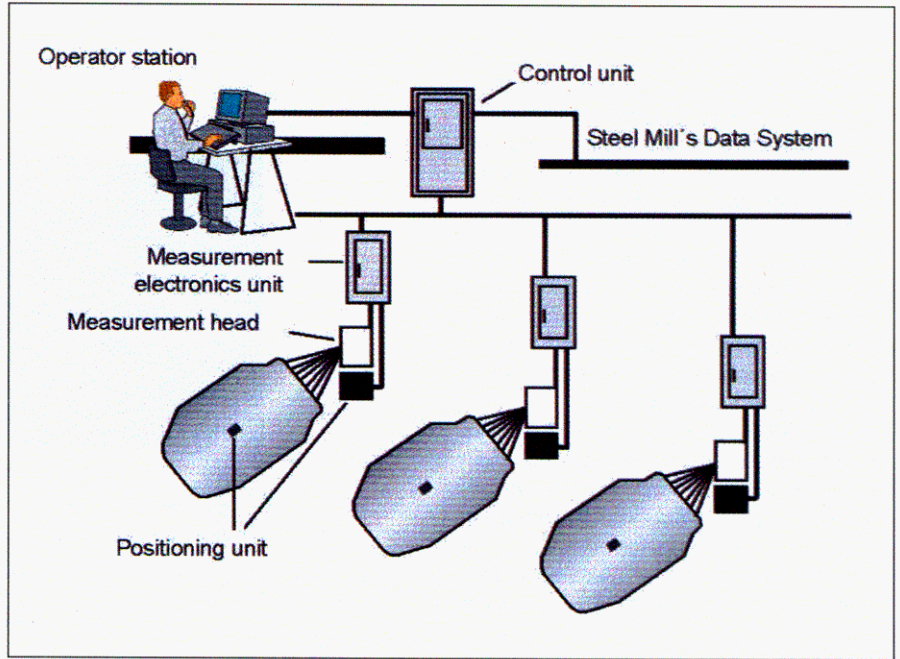 Operator station
Control unit
Steel Mill´s Data System
Measurement
electronics unit
Measurement head
Positioning unit